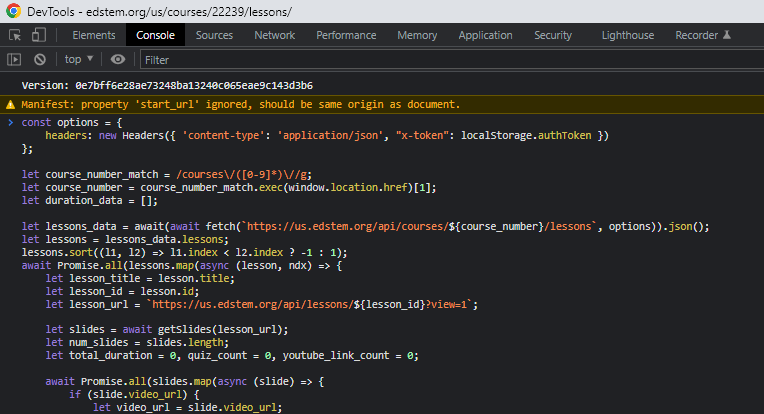 DevTools - edstem.org/us/courses/22239/lessons/
Elements Console Sources Network Performance Memory Application Security Lighthouse Recorder
top Filter
Version: 0e7bff6e28ae73248ba13240c065eae9c143d3b6
Manifest: property 'start_url' ignored, should be same origin as document.
> const options = {
    headers: new Headers({ 'content-type': 'application/json', "x-token": localStorage.authToken })
};
let course_number_match = /courses\/([0-9]*)\//g;
let course_number = course_number_match.exec(window.location.href)[1];
let duration_data = [];
let lessons_data = await(await fetch(`https://us.edstem.org/api/courses/${course_number}/lessons`, options)).json();
let lessons = lessons_data.lessons;
lessons.sort((l1, l2) => l1.index < l2.index ? -1 : 1);
await Promise.all(lessons.map(async (lesson, ndx) => {
    let lesson_title = lesson.title;
    let lesson_id = lesson.id;
    let lesson_url = `https://us.edstem.org/api/lessons/${lesson_id}?view=1`;
    let slides = await getSlides(lesson_url);
    let num_slides = slides.length;
    let total_duration = 0, quiz_count = 0, youtube_link_count = 0;
    await Promise.all(slides.map(async (slide) => {
        if (slide.video_url) {
            let video_url = slide.video_url;